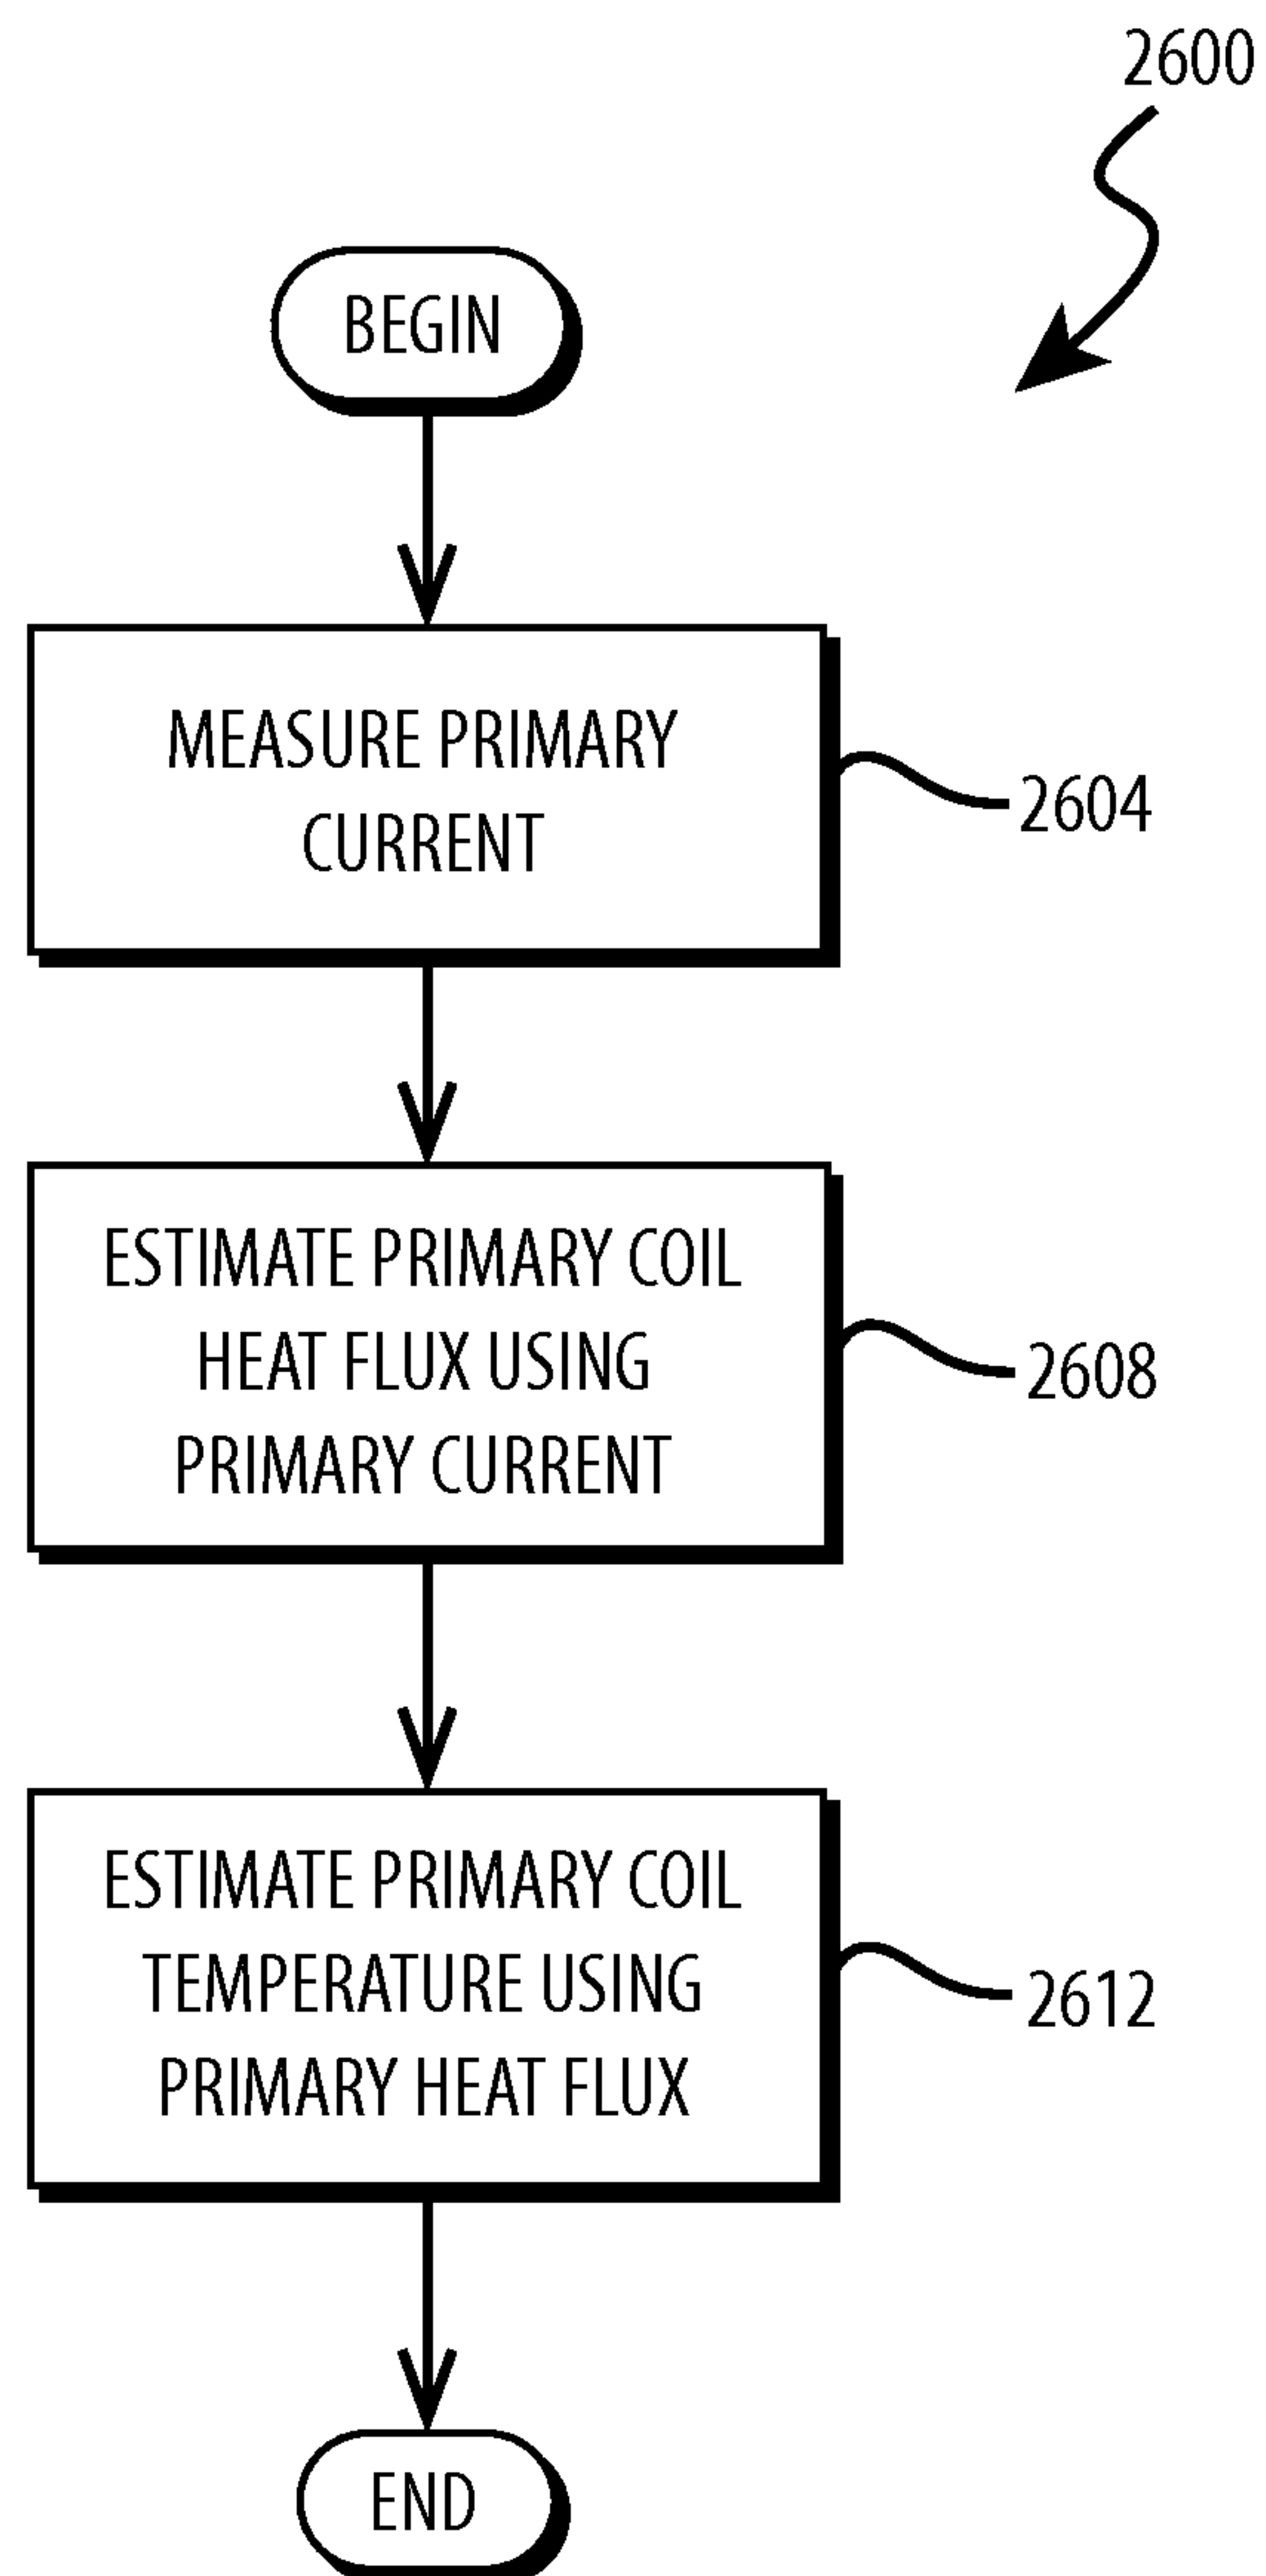 2600
BEGIN
MEASURE PRIMARY
CURRENT
2604
ESTIMATE PRIMARY COIL
HEAT FLUX USING
PRIMARY CURRENT
2608
ESTIMATE PRIMARY COIL
TEMPERATURE USING
PRIMARY HEAT FLUX
2612
END